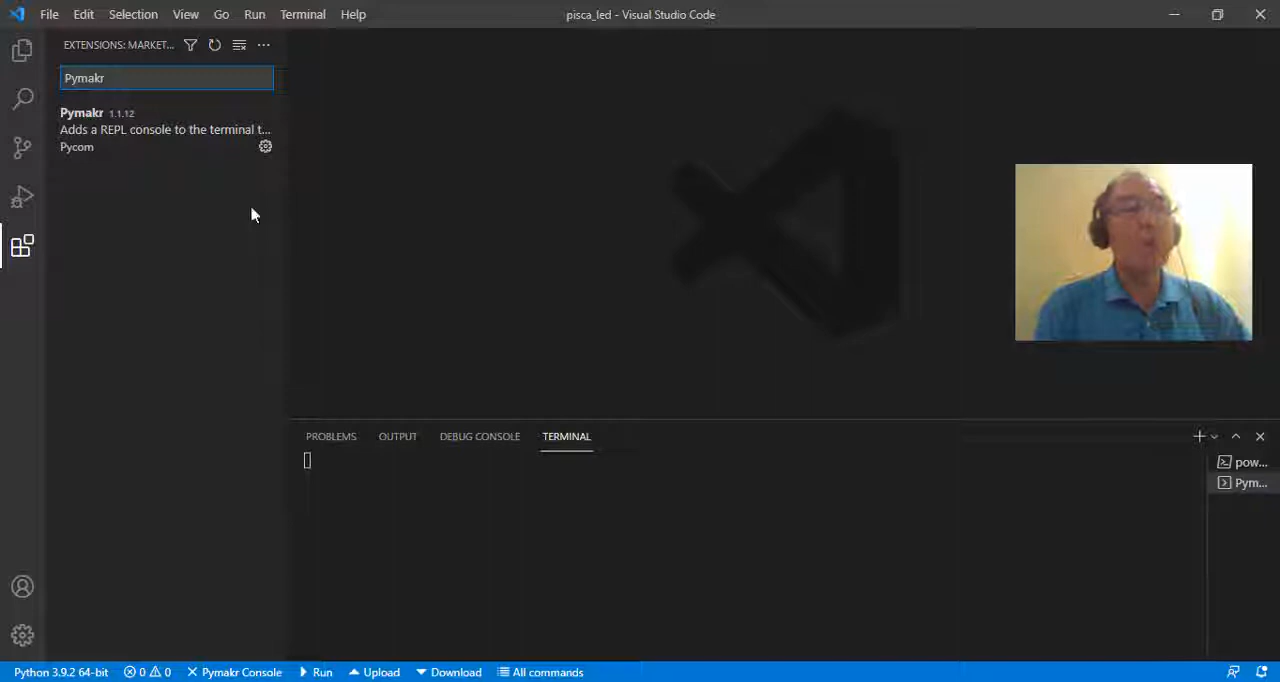 File Edit Selection View Go Run Terminal Help
pisca_led - Visual Studio Code
EXTENSIONS: MARKET...
Pymakr
Pymakr 1.1.12
Adds a REPL console to the terminal t...
Pycom
PROBLEMS OUTPUT DEBUG CONSOLE TERMINAL
pow...
Pym...
Python 3.9.2 64-bit 0 0 Pymakr Console Run Upload Download All commands